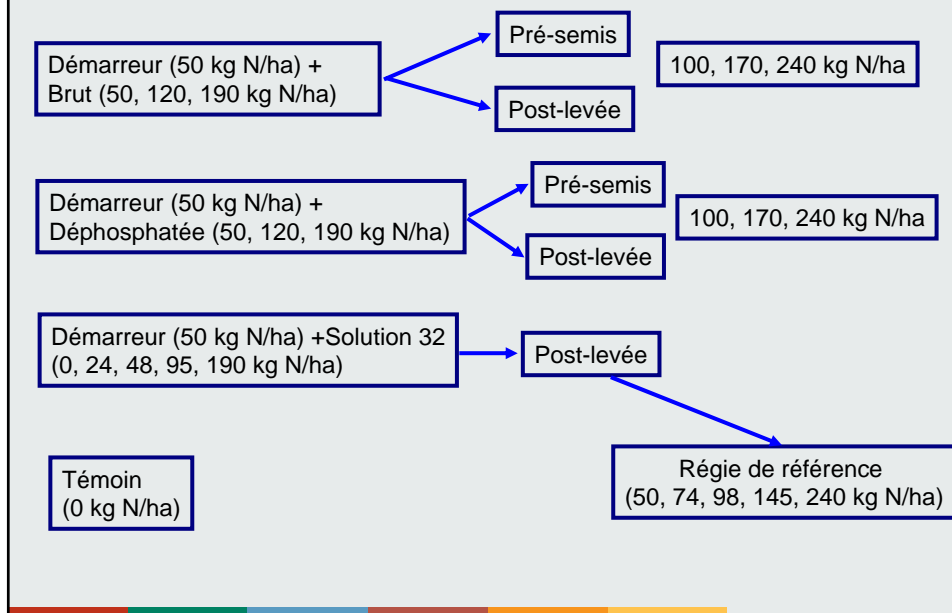 Démarreur (50 kg N/ha) +
Brut (50, 120, 190 kg N/ha)
Pré-semis
Post-levée
100, 170, 240 kg N/ha
Démarreur (50 kg N/ha) +
Déphosphatée (50, 120, 190 kg N/ha)
Pré-semis
Post-levée
100, 170, 240 kg N/ha
Démarreur (50 kg N/ha) +Solution 32
(0, 24, 48, 95, 190 kg N/ha)
Post-levée
Régie de référence
(50, 74, 98, 145, 240 kg N/ha)
Témoin
(0 kg N/ha)